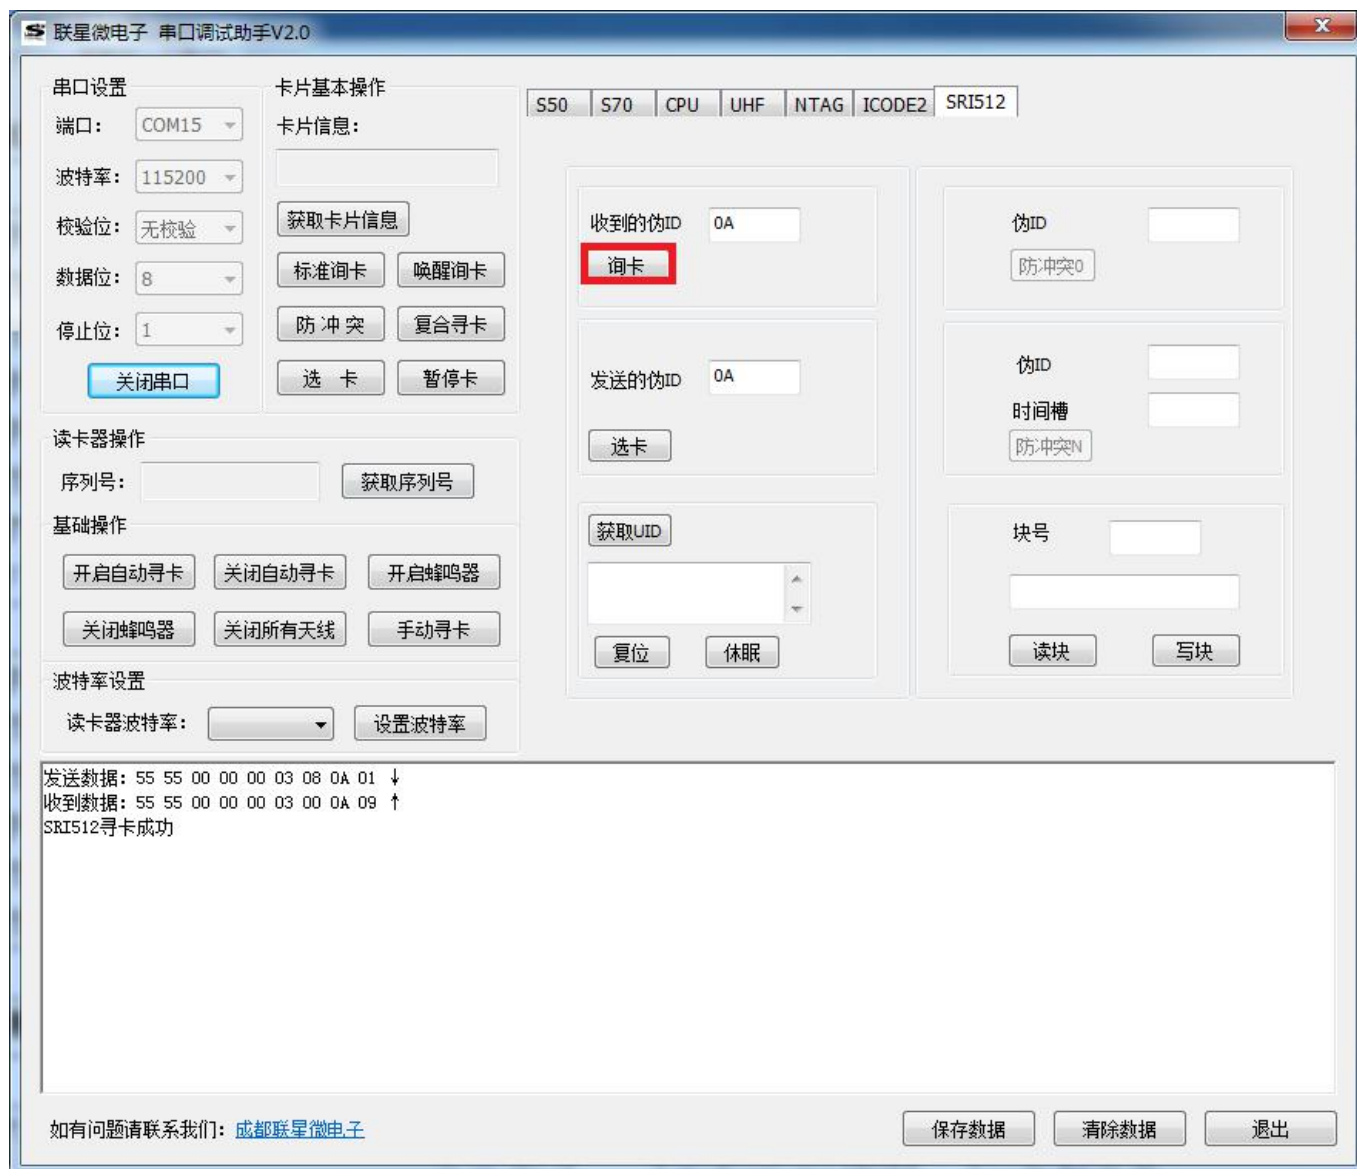 联星微电子 串口调试助手V2.0
x
串口设置
端口： COM15
波特率： 115200
校验位： 无校验
数据位： 8
停止位： 1
关闭串口
卡片基本操作
卡片信息：
获取卡片信息
标准询卡 唤醒询卡
防 冲 突 复合寻卡
选 卡 暂停卡
读卡器操作
序列号： 获取序列号
基础操作
开启自动寻卡 关闭自动寻卡 开启蜂鸣器
关闭蜂鸣器 关闭所有天线 手动寻卡
波特率设置
读卡器波特率： 设置波特率
S50 S70 CPU UHF NTAG ICODE2 SRI512
收到的伪ID 0A
询卡
发送的伪ID 0A
选卡
获取UID
复位 休眠
伪ID
防冲突0
伪ID
时间槽
防冲突N
块号
读块 写块
发送数据：55 55 00 00 00 03 08 0A 01 ↓
收到数据：55 55 00 00 00 03 00 0A 09 ↑
SRI512寻卡成功
如有问题请联系我们：成都联星微电子
保存数据 清除数据 退出